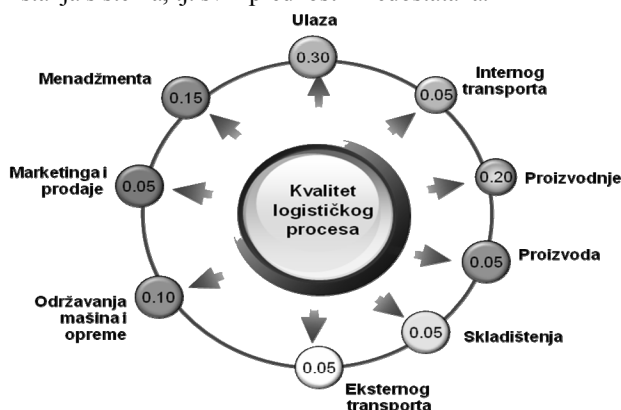 Ulaza
0.30
Internog
transporta
0.05
Proizvodnje
0.20
Proizvoda
0.05
Skladištenja
0.05
Eksternog
transporta
0.05
Održavanja
mašina i
opreme
0.10
Marketinga i
prodaje
0.05
Menadžmenta
0.15
Kvalitet
logističkog
procesa